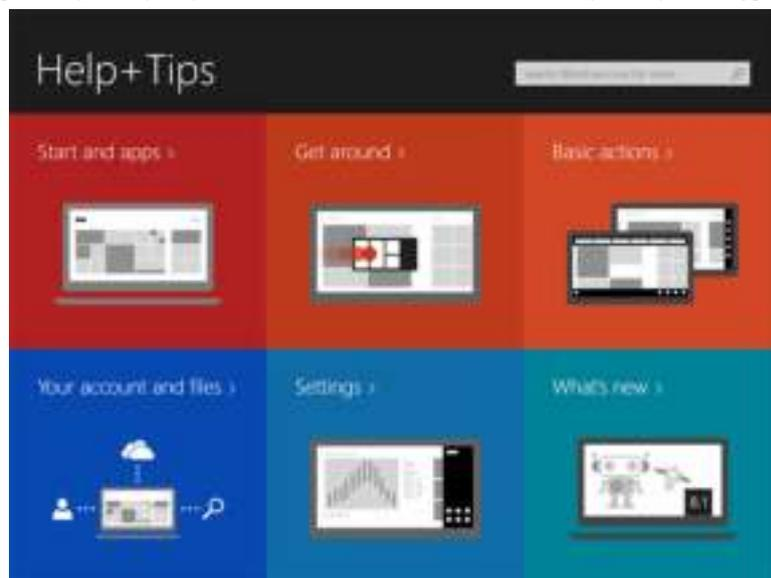 Help+Tips
Start and apps ›
Get around ›
Basic actions ›
Your account and files ›
Settings ›
What's new ›
8.1